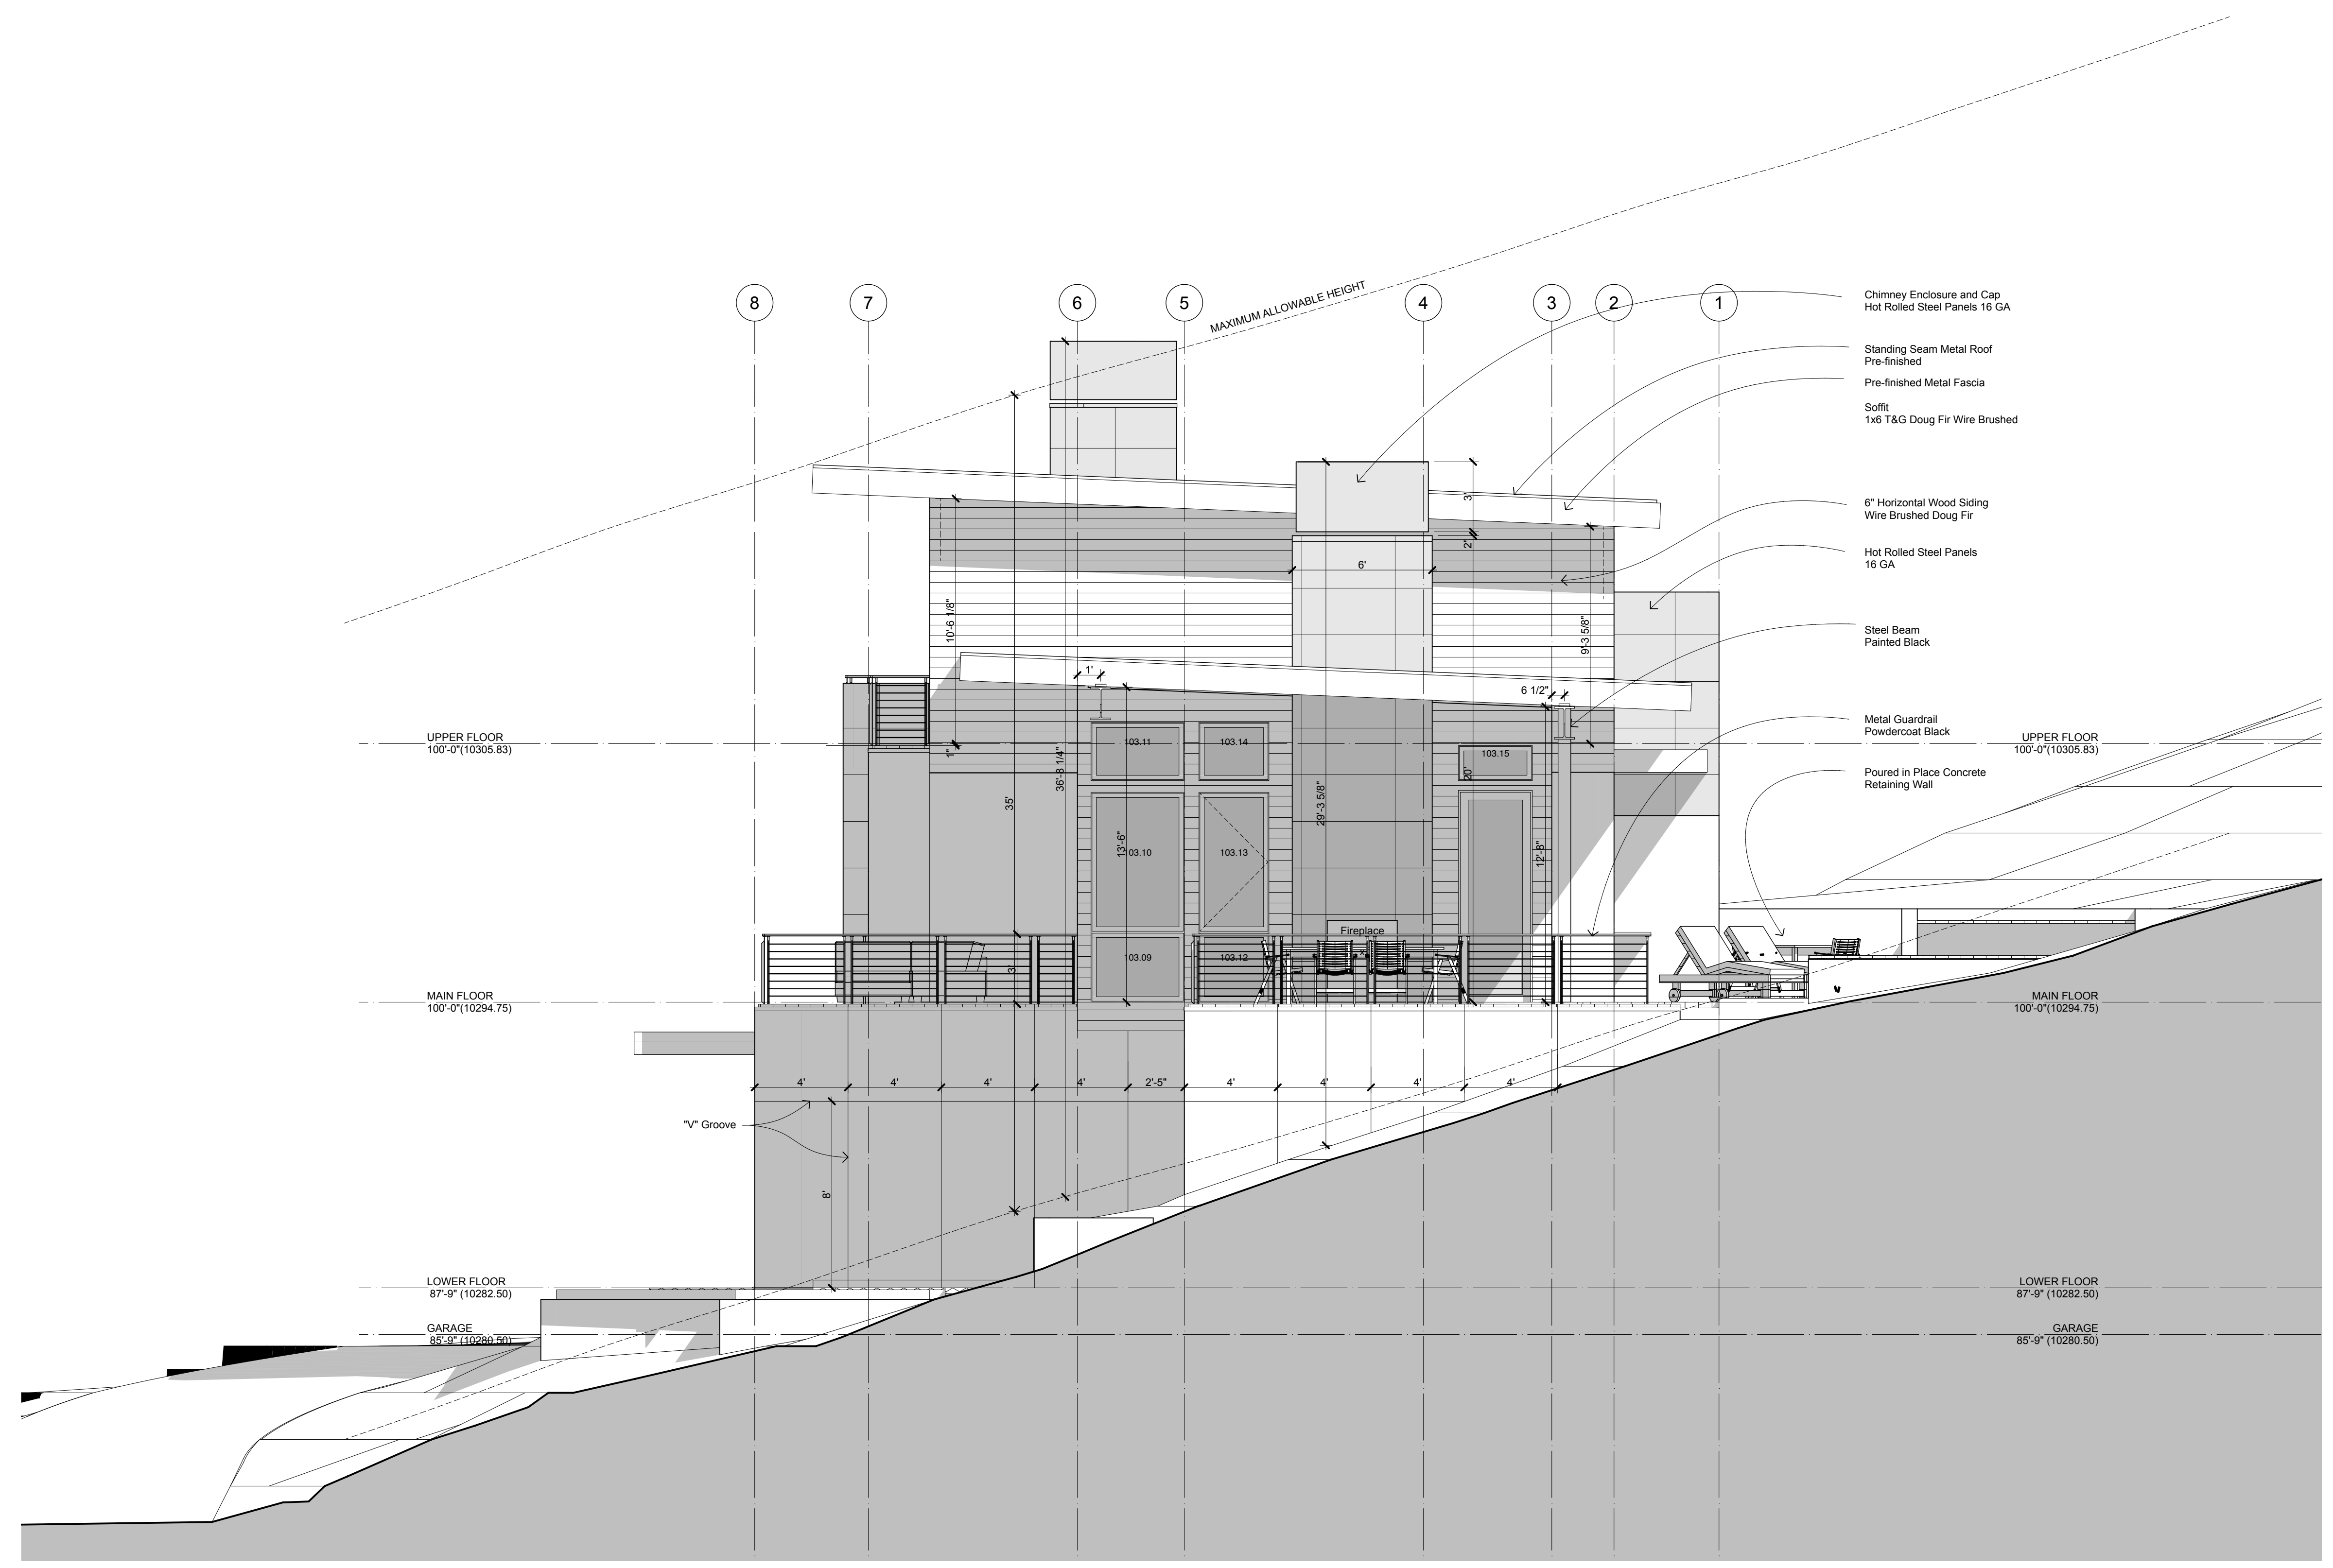 MAXIMUM ALLOWABLE HEIGHT
8
7
6
5
4
3
2
1
Chimney Enclosure and Cap
Hot Rolled Steel Panels 16 GA
Standing Seam Metal Roof
Pre-finished
Pre-finished Metal Fascia
Soffit
1x6 T&G Doug Fir Wire Brushed
6" Horizontal Wood Siding
Wire Brushed Doug Fir
Hot Rolled Steel Panels
16 GA
Steel Beam
Painted Black
Metal Guardrail
Powdercoat Black
Poured in Place Concrete
Retaining Wall
3'
2"
6'
10'-6 1/8"
9'-3 5/8"
1'
6 1/2"
1"
35'
36'-8 1/4"
13'-6"
29'-3 5/8"
20'
12'-8"
3'
103.11
103.14
103.15
103.10
103.13
103.09
103.12
Fireplace
UPPER FLOOR
100'-0"(10305.83)
UPPER FLOOR
100'-0"(10305.83)
MAIN FLOOR
100'-0"(10294.75)
MAIN FLOOR
100'-0"(10294.75)
4'
4'
4'
4'
2'-5"
4'
4'
4'
4'
"V" Groove
8'
LOWER FLOOR
87'-9" (10282.50)
LOWER FLOOR
87'-9" (10282.50)
GARAGE
85'-9" (10280.50)
GARAGE
85'-9" (10280.50)